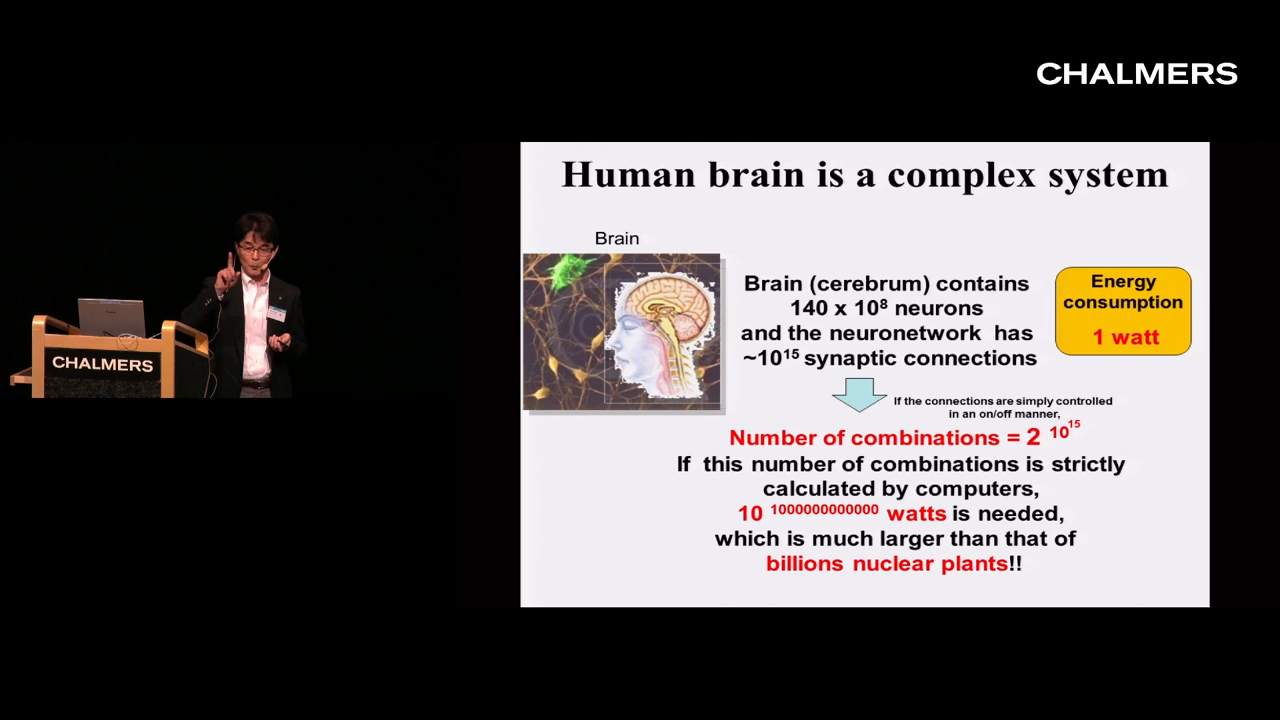 CHALMERS
Human brain is a complex system
Brain
Brain (cerebrum) contains
140 x 10⁸ neurons
and the neuronetwork has
~10¹⁵ synaptic connections
Energy
consumption
1 watt
If the connections are simply controlled
in an on/off manner,
Number of combinations = 2 10 15
If this number of combinations is strictly
calculated by computers,
10 ¹⁰⁰⁰⁰⁰⁰⁰⁰⁰⁰⁰⁰ watts is needed,
which is much larger than that of
billions nuclear plants!!
CHALMERS